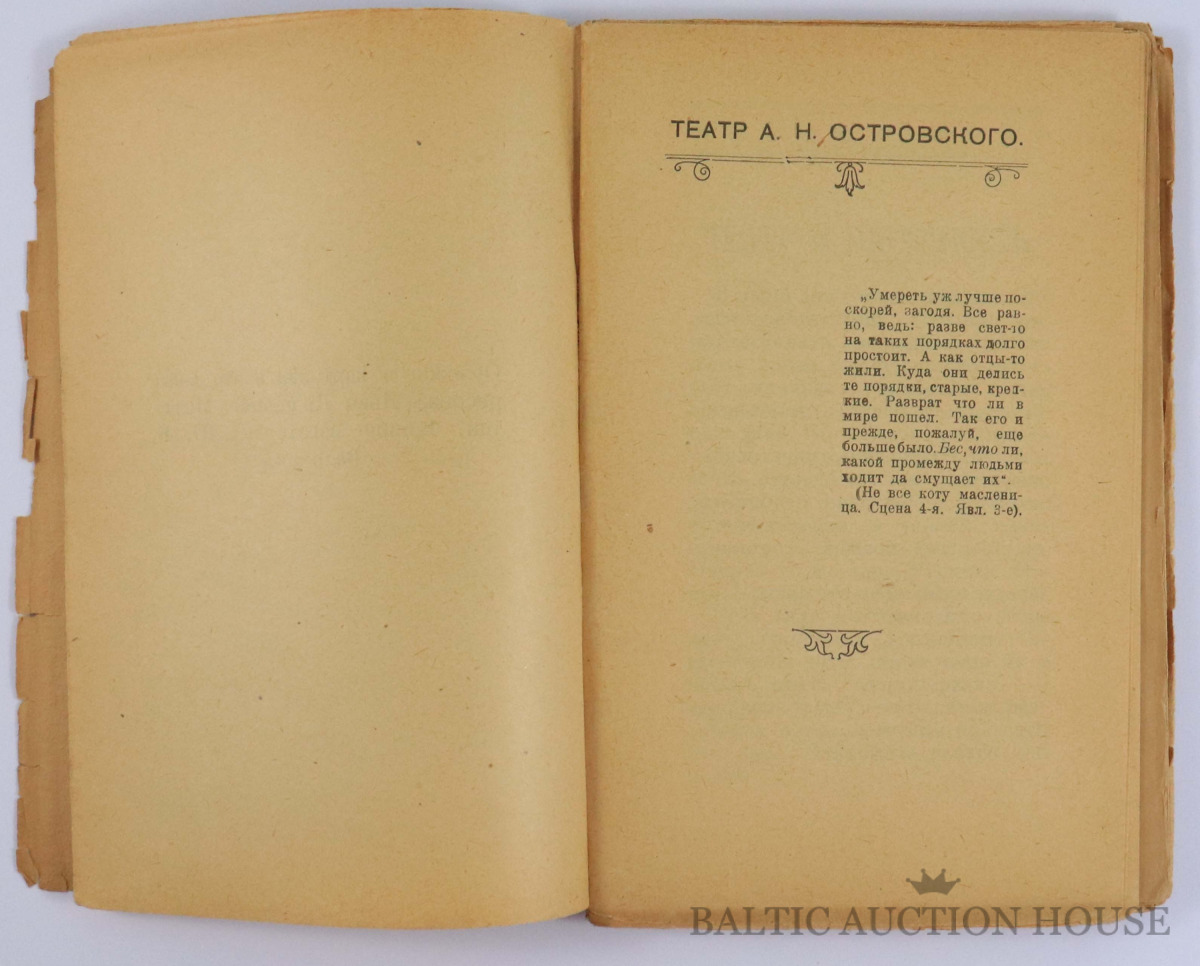 ТЕАТР А. Н. ОСТРОВСКОГО.
„Умереть уж лучше по-
скорей, загодя. Все рав-
но, ведь: разве свет-то
на таких порядках долго
простоит. А как отцы-то
жили. Куда они делись
те порядки, старые, креп-
кие. Разврат что ли в
мире пошел. Так его и
прежде, пожалуй, еще
больше было. Бес, что ли,
какой промежду людьми
ходит да смущает их“.
(Не все коту маслени-
ца. Сцена 4-я. Явл. 3-е).
BALTIC AUCTION HOUSE